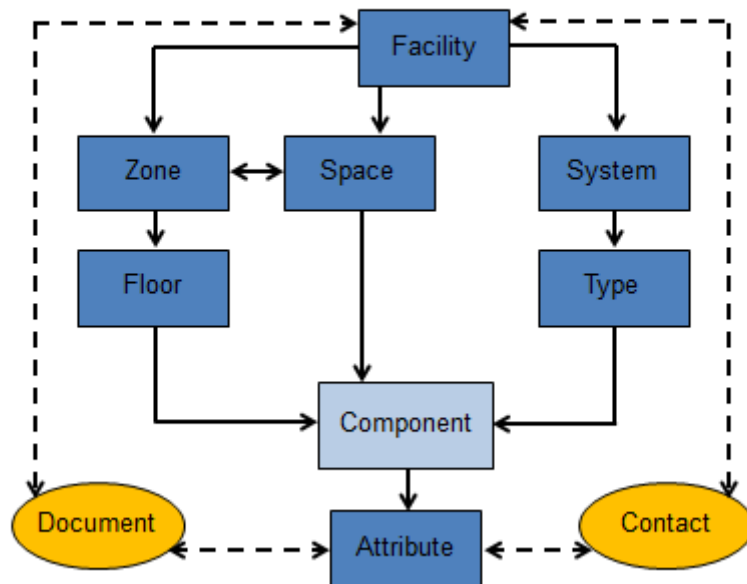 Facility
Zone
Space
System
Floor
Type
Component
Document
Attribute
Contact